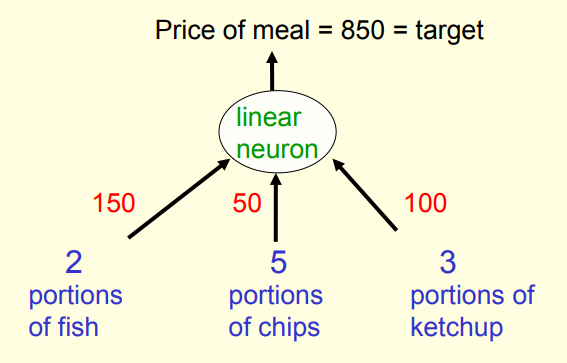 Price of meal = 850 = target
linear
neuron
150
50
100
2
5
3
portions
of fish
portions
of chips
portions of
ketchup